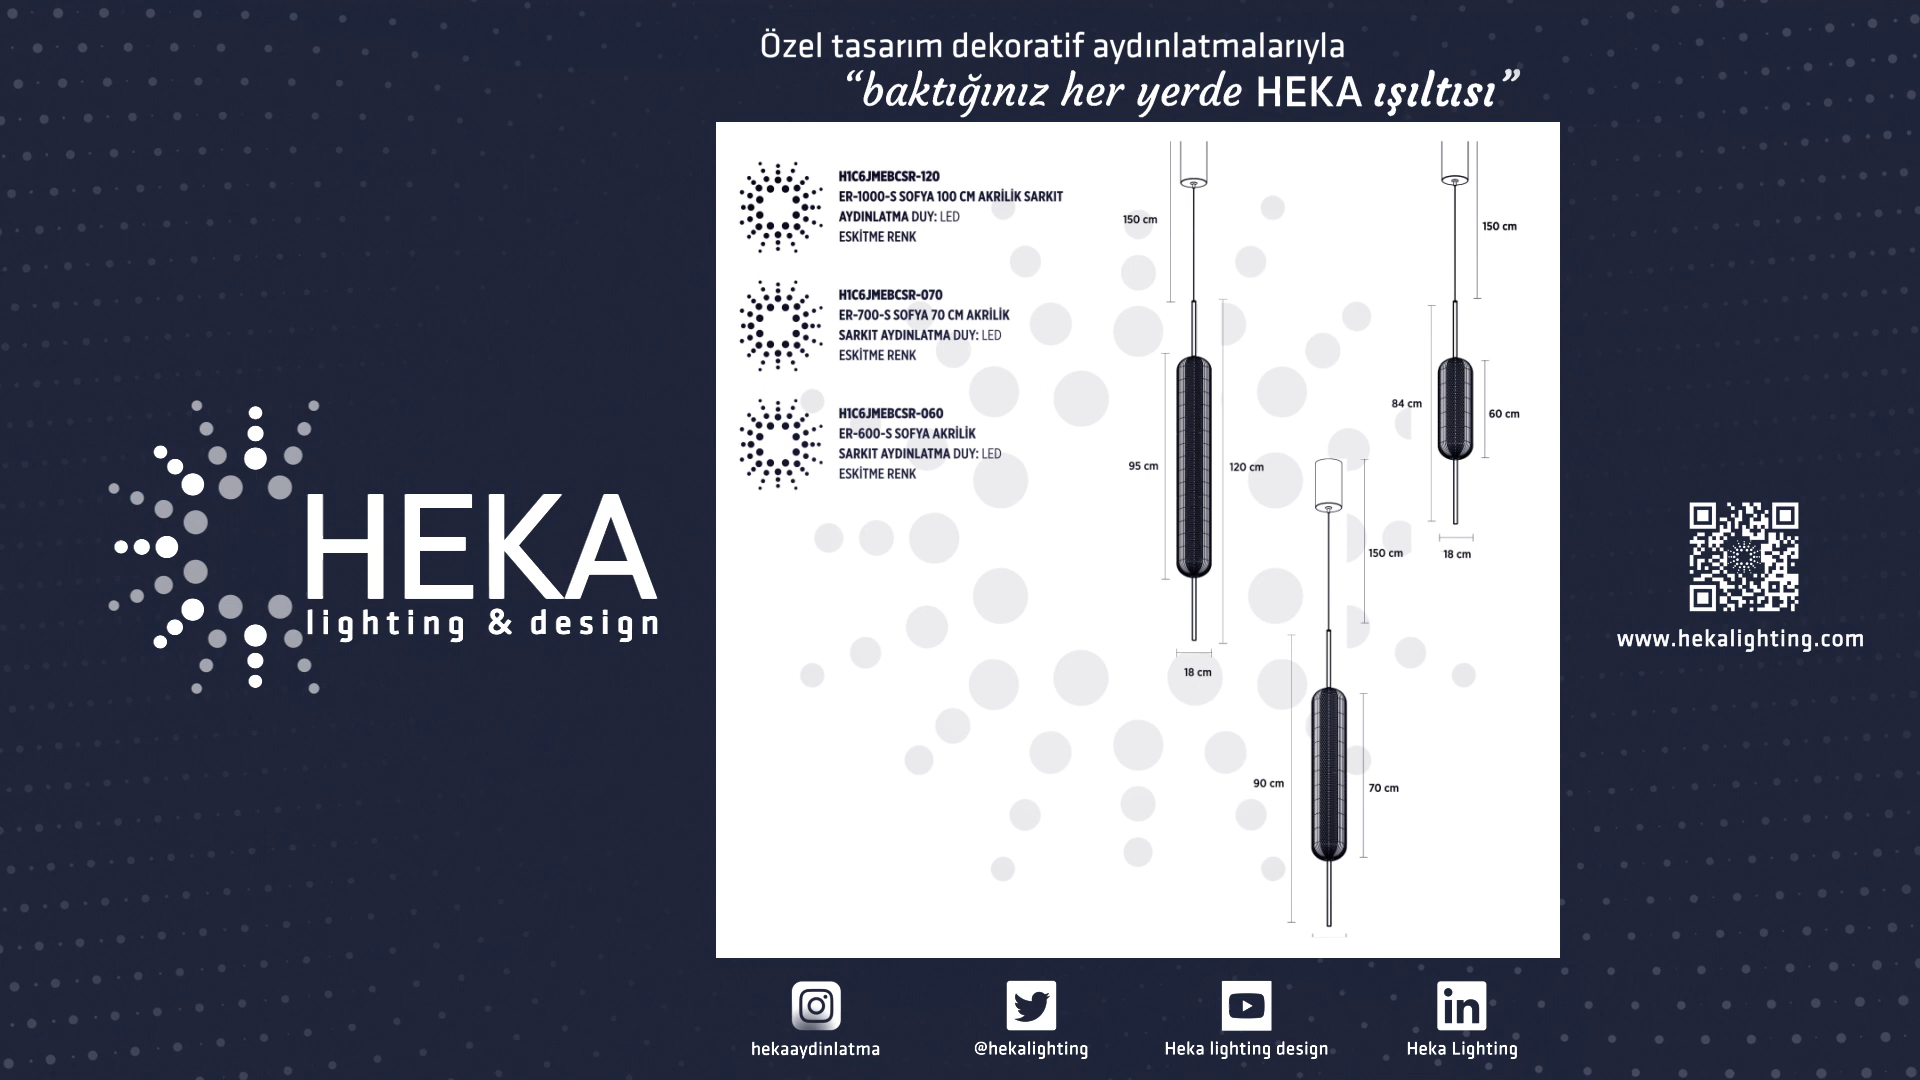 Özel tasarım dekoratif aydınlatmalarıyla
“baktığınız her yerde HEKA ışıltısı”
HEKA
lighting & design
H1C6JMEBCSR-120
ER-1000-S SOFYA 100 CM AKRİLİK SARKIT
AYDINLATMA DUY: LED
ESKİTME RENK
H1C6JMEBCSR-070
ER-700-S SOFYA 70 CM AKRİLİK
SARKIT AYDINLATMA DUY: LED
ESKİTME RENK
H1C6JMEBCSR-060
ER-600-S SOFYA AKRİLİK
SARKIT AYDINLATMA DUY: LED
ESKİTME RENK
150 cm
95 cm
120 cm
18 cm
150 cm
84 cm
60 cm
18 cm
150 cm
90 cm
70 cm
www.hekalighting.com
hekaaydinlatma
@hekalighting
Heka lighting design
Heka Lighting